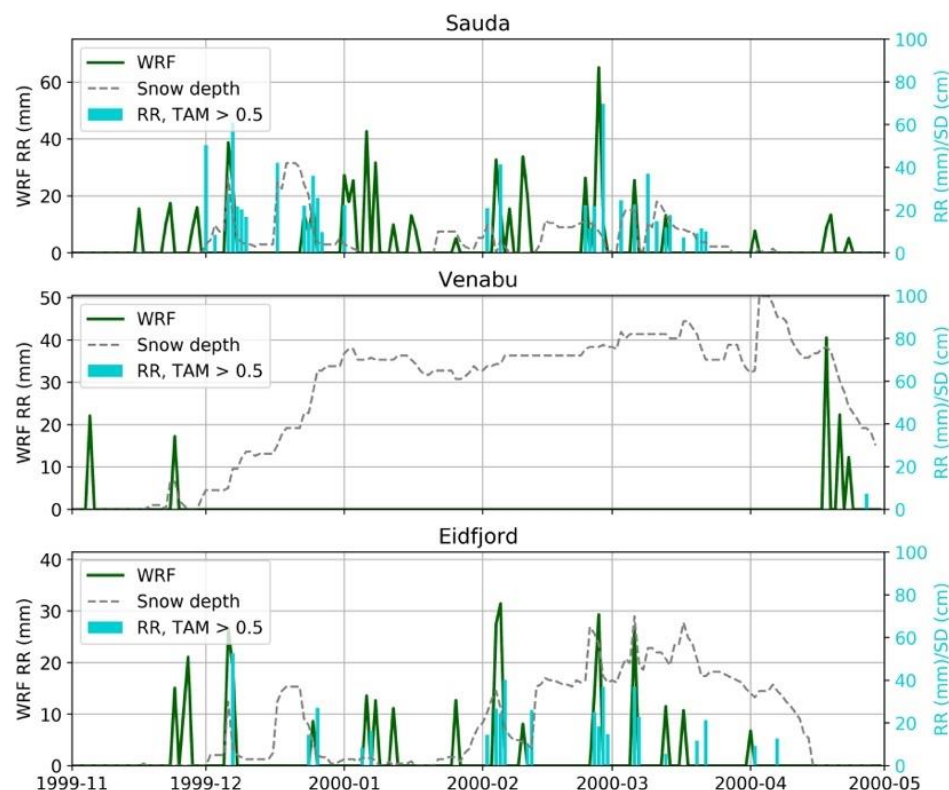 Sauda
WRF RR (mm)
60
40
20
0
WRF
Snow depth
RR, TAM > 0.5
100
80
60
40
20
0
RR (mm)/SD (cm)
Venabu
WRF RR (mm)
50
40
30
20
10
0
WRF
Snow depth
RR, TAM > 0.5
100
80
60
40
20
0
RR (mm)/SD (cm)
Eidfjord
WRF RR (mm)
40
30
20
10
0
WRF
Snow depth
RR, TAM > 0.5
100
80
60
40
20
0
RR (mm)/SD (cm)
1999-11 1999-12 2000-01 2000-02 2000-03 2000-04 2000-05